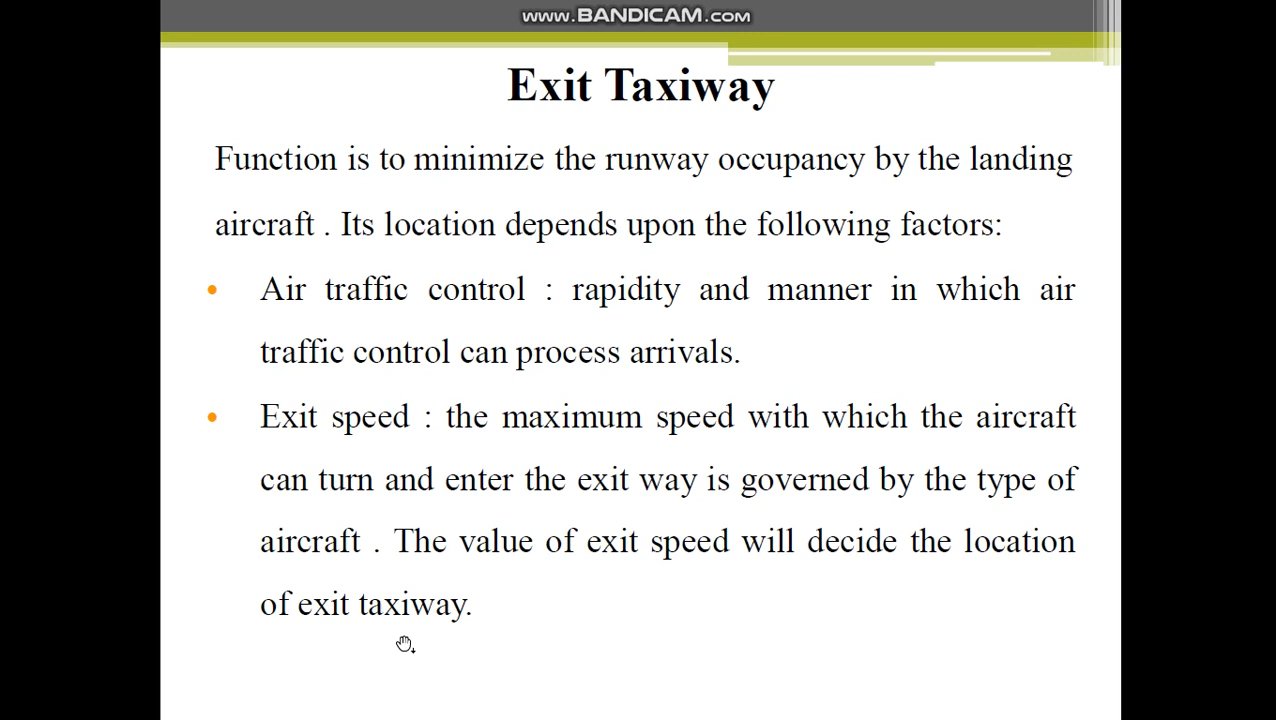 www.BANDICAM.com
Exit Taxiway
Function is to minimize the runway occupancy by the landing
aircraft . Its location depends upon the following factors:
• Air traffic control : rapidity and manner in which air
traffic control can process arrivals.
• Exit speed : the maximum speed with which the aircraft
can turn and enter the exit way is governed by the type of
aircraft . The value of exit speed will decide the location
of exit taxiway.